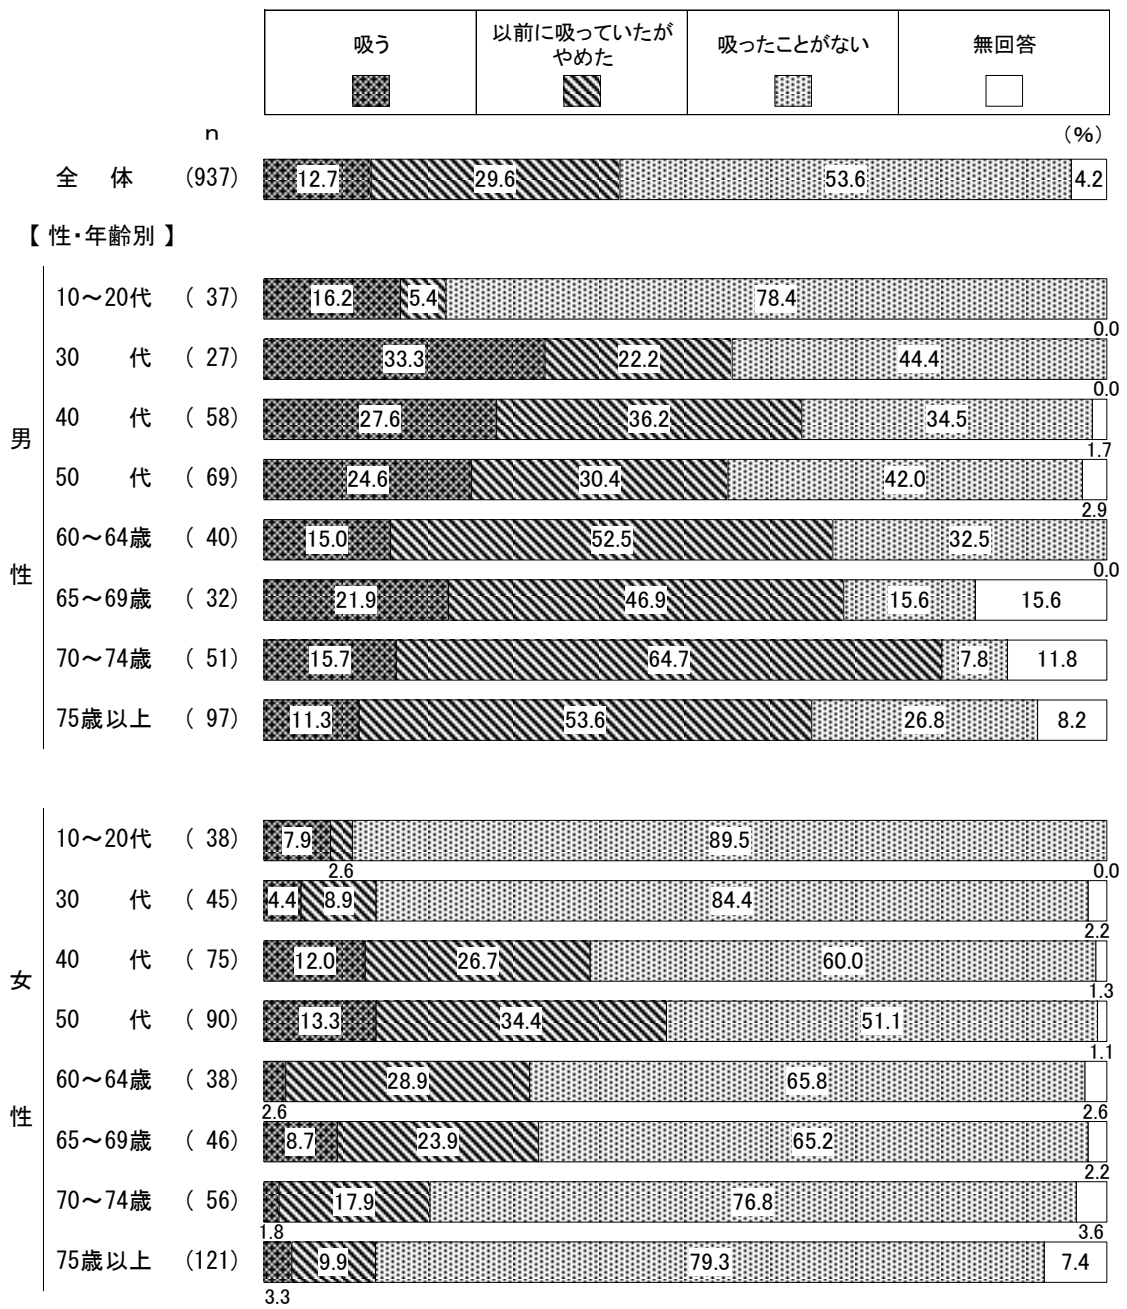 吸う
以前に吸っていたが
やめた
吸ったことがない
無回答
n
(%)
全 体 (937) 12.7 29.6 53.6 4.2
【 性・年齢別 】
男性
10～20代 ( 37) 16.2 5.4 78.4 0.0
30 代 ( 27) 33.3 22.2 44.4 0.0
40 代 ( 58) 27.6 36.2 34.5 1.7
50 代 ( 69) 24.6 30.4 42.0 2.9
60～64歳 ( 40) 15.0 52.5 32.5 0.0
65～69歳 ( 32) 21.9 46.9 15.6 15.6
70～74歳 ( 51) 15.7 64.7 7.8 11.8
75歳以上 ( 97) 11.3 53.6 26.8 8.2
女性
10～20代 ( 38) 7.9 2.6 89.5 0.0
30 代 ( 45) 4.4 8.9 84.4 2.2
40 代 ( 75) 12.0 26.7 60.0 1.3
50 代 ( 90) 13.3 34.4 51.1 1.1
60～64歳 ( 38) 2.6 28.9 65.8 2.6
65～69歳 ( 46) 8.7 23.9 65.2 2.2
70～74歳 ( 56) 1.8 17.9 76.8 3.6
75歳以上 (121) 3.3 9.9 79.3 7.4